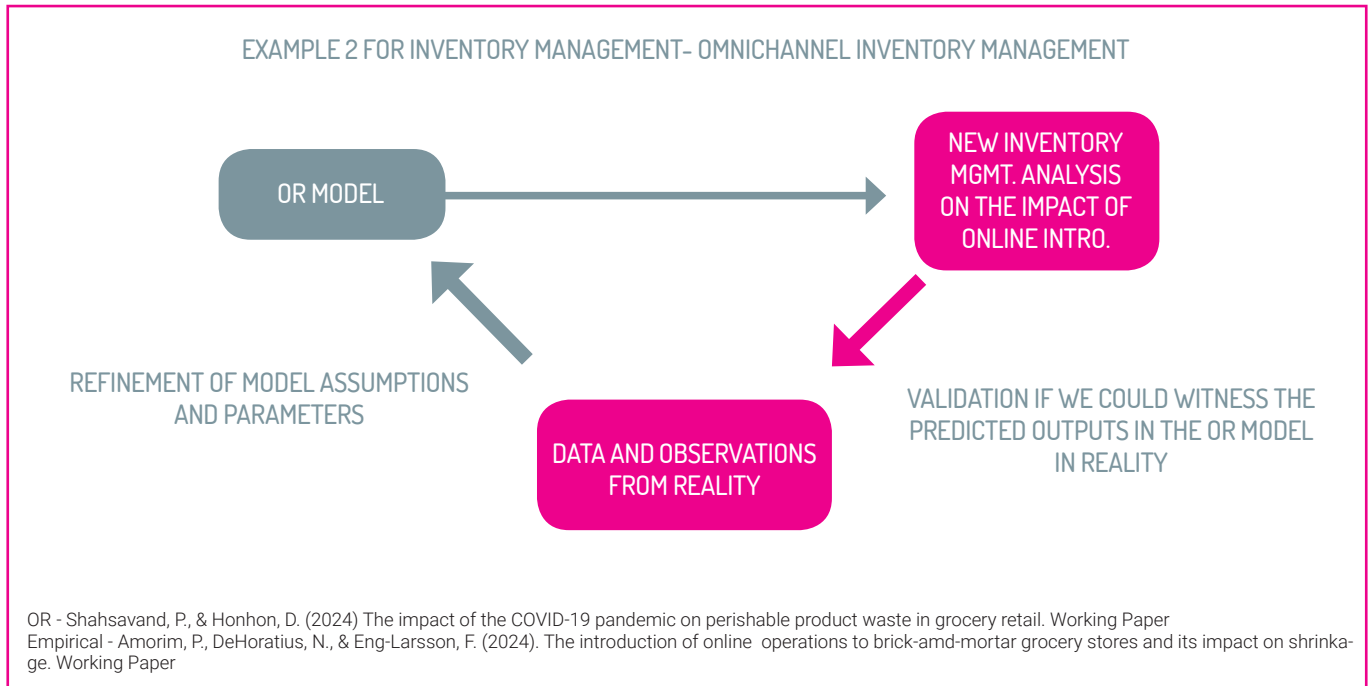 EXAMPLE 2 FOR INVENTORY MANAGEMENT- OMNICHANNEL INVENTORY MANAGEMENT
OR MODEL
NEW INVENTORY
MGMT. ANALYSIS
ON THE IMPACT OF
ONLINE INTRO.
REFINEMENT OF MODEL ASSUMPTIONS
AND PARAMETERS
DATA AND OBSERVATIONS
FROM REALITY
VALIDATION IF WE COULD WITNESS THE
PREDICTED OUTPUTS IN THE OR MODEL
IN REALITY
OR - Shahsavand, P., & Honhon, D. (2024) The impact of the COVID-19 pandemic on perishable product waste in grocery retail. Working Paper
Empirical - Amorim, P., DeHoratius, N., & Eng-Larsson, F. (2024). The introduction of online  operations to brick-amd-mortar grocery stores and its impact on shrinka-
ge. Working Paper